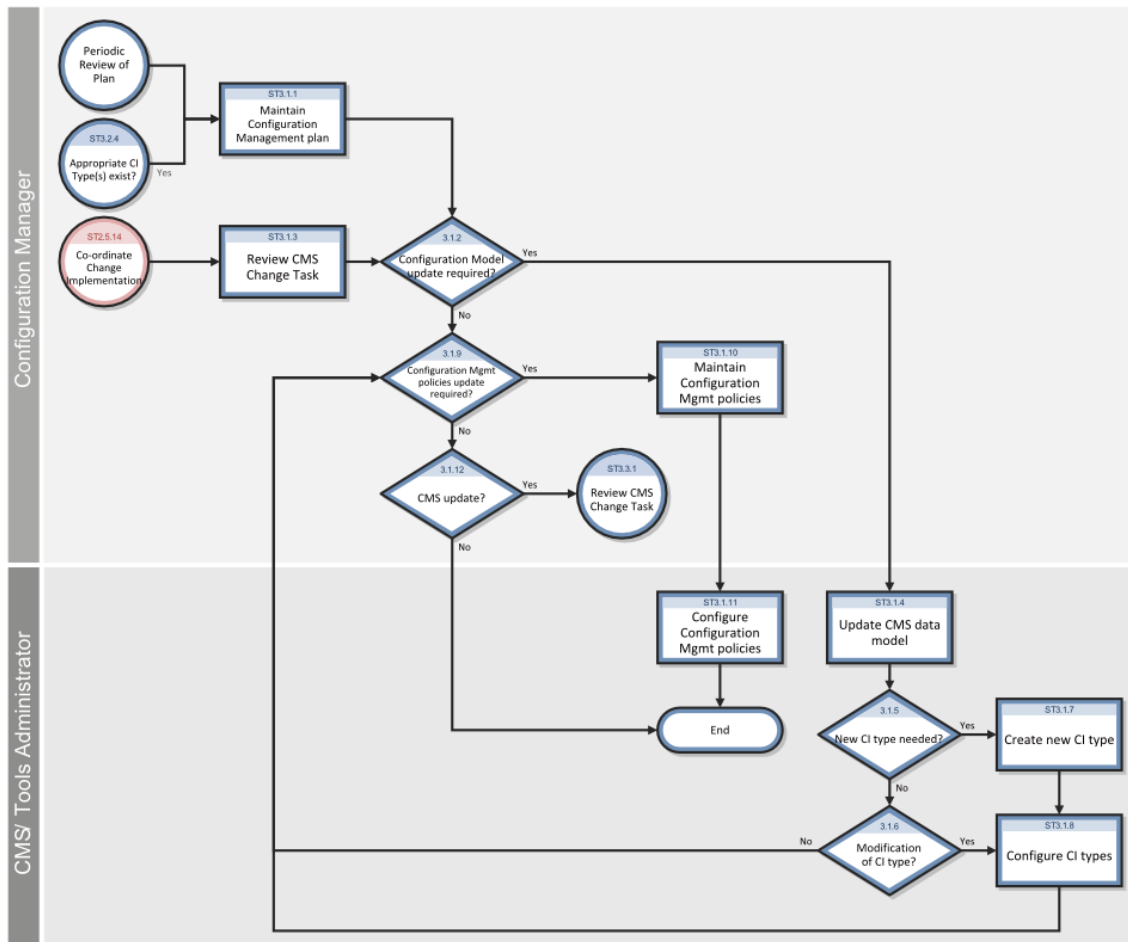 Configuration Manager
Periodic
Review of
Plan
ST3.1.1
Maintain
Configuration
Management plan
ST3.2.4
Appropriate CI
Type(s) exist?
Yes
ST2.5.14
Co-ordinate
Change
Implementation
ST3.1.3
Review CMS
Change Task
3.1.2
Configuration Model
update required?
Yes
No
3.1.9
Configuration Mgmt
policies update
required?
Yes
No
ST3.1.10
Maintain
Configuration
Mgmt policies
3.1.12
CMS update?
Yes
No
ST3.3.1
Review CMS
Change Task
CMS/ Tools Administrator
ST3.1.11
Configure
Configuration
Mgmt policies
ST3.1.4
Update CMS data
model
End
3.1.5
New CI type needed?
Yes
No
ST3.1.7
Create new CI type
3.1.6
Modification
of CI type?
No
Yes
ST3.1.8
Configure CI types